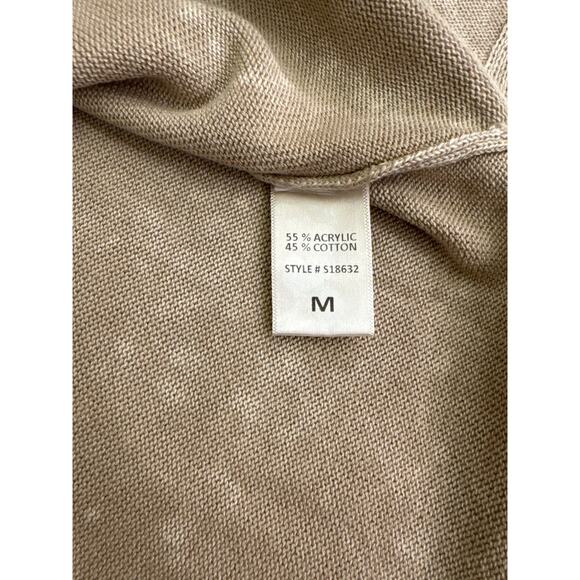 55 % ACRYLIC
45 % COTTON
STYLE # S18632
M